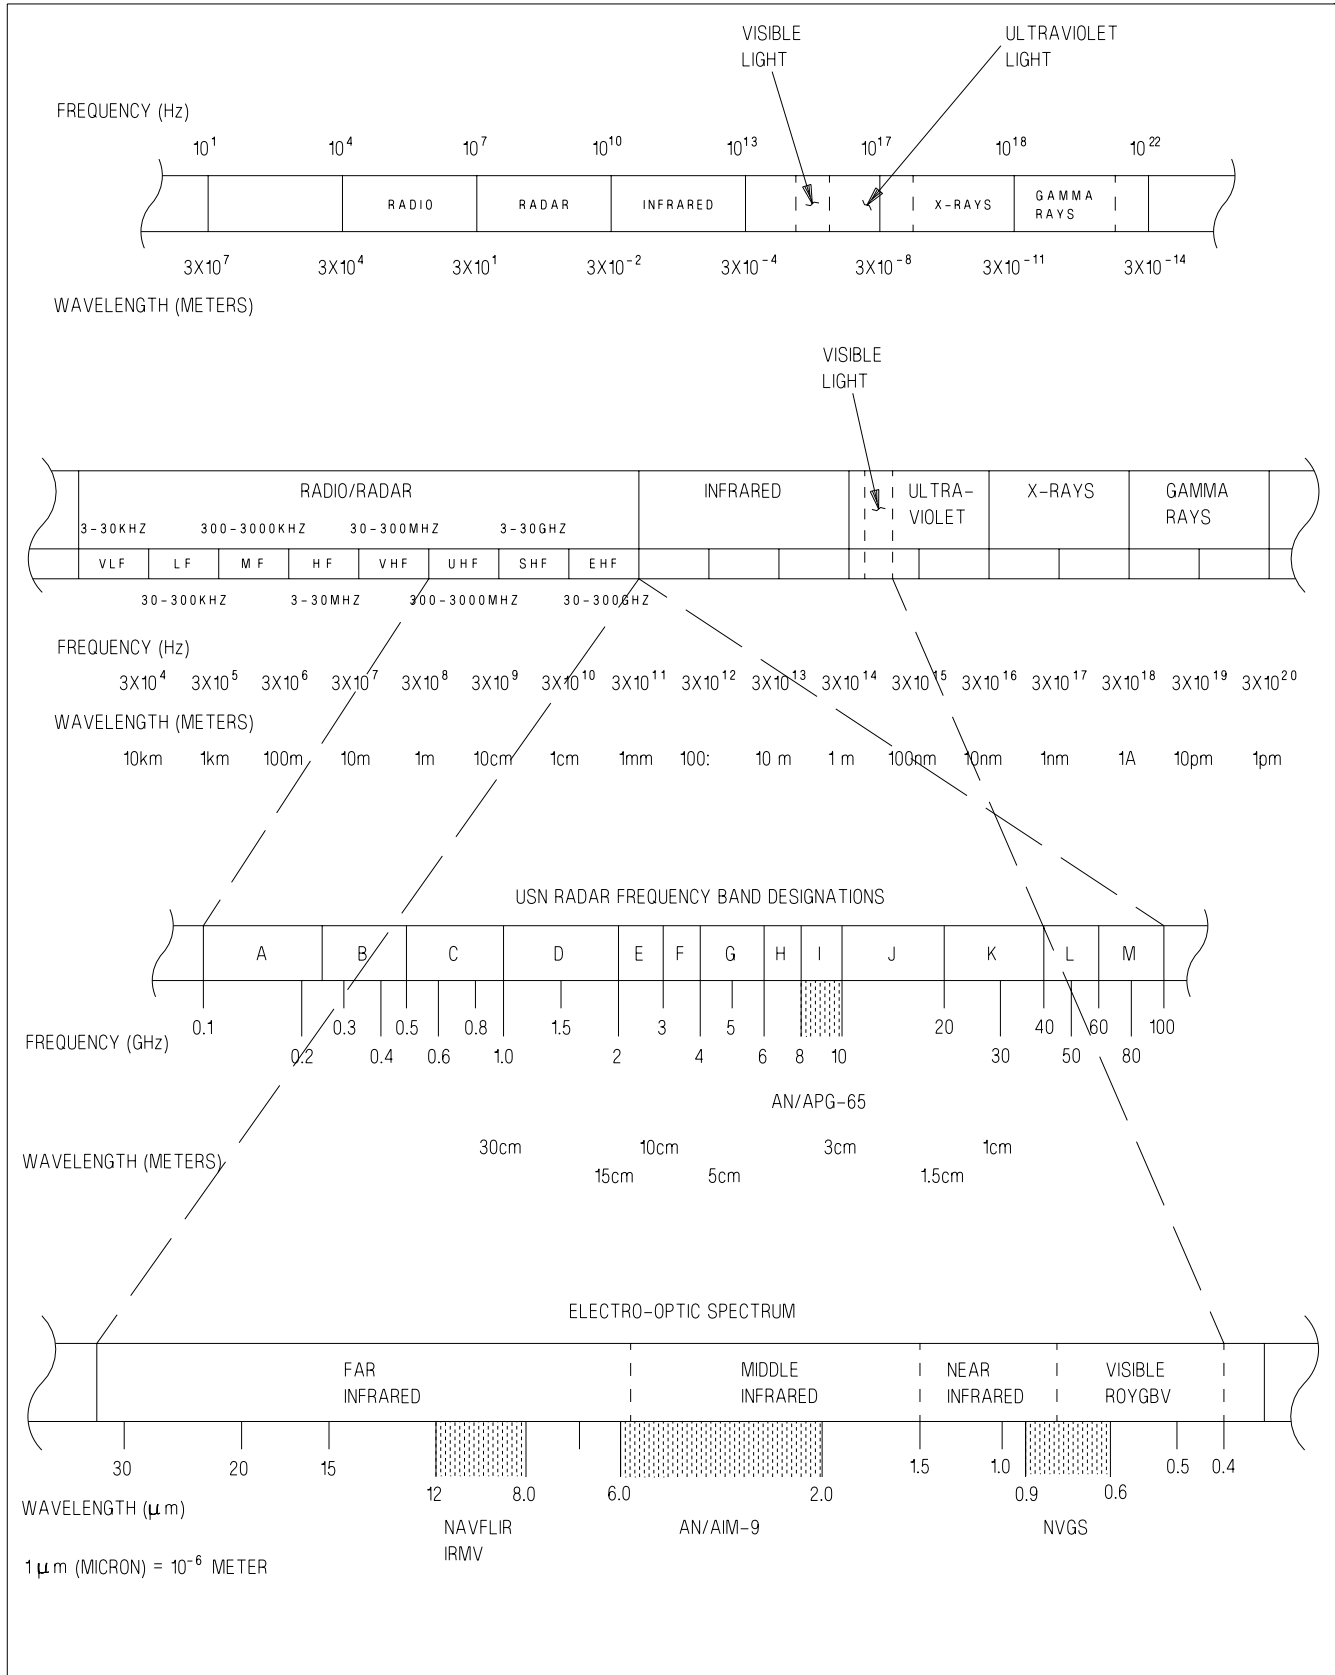 VISIBLE LIGHT
ULTRAVIOLET LIGHT
FREQUENCY (Hz)
10^1 10^4 10^7 10^10 10^13 10^17 10^18 10^22
RADIO RADAR INFRARED X-RAYS GAMMA RAYS
3X10^7 3X10^4 3X10^1 3X10^-2 3X10^-4 3X10^-8 3X10^-11 3X10^-14
WAVELENGTH (METERS)
VISIBLE LIGHT
RADIO/RADAR INFRARED ULTRA-VIOLET X-RAYS GAMMA RAYS
3-30KHZ 300-3000KHZ 30-300MHZ 3-30GHZ
VLF LF MF HF VHF UHF SHF EHF
30-300KHZ 3-30MHZ 300-3000MHZ 30-300GHZ
FREQUENCY (Hz)
3X10^4 3X10^5 3X10^6 3X10^7 3X10^8 3X10^9 3X10^10 3X10^11 3X10^12 3X10^13 3X10^14 3X10^15 3X10^16 3X10^17 3X10^18 3X10^19 3X10^20
WAVELENGTH (METERS)
10km 1km 100m 10m 1m 10cm 1cm 1mm 100: 10 m 1 m 100nm 10nm 1nm 1A 10pm 1pm
USN RADAR FREQUENCY BAND DESIGNATIONS
A B C D E F G H I J K L M
0.1 0.3 0.5 0.8 1.5 3 5 20 40 60 100
FREQUENCY (GHz)
0.2 0.4 0.6 1.0 2 4 6 8 10 30 50 80
AN/APG-65
30cm 10cm 3cm 1cm
WAVELENGTH (METERS)
15cm 5cm 1.5cm
ELECTRO-OPTIC SPECTRUM
FAR INFRARED MIDDLE INFRARED NEAR INFRARED VISIBLE ROYGBV
30 20 15 1.5 1.0 0.5 0.4
12 8.0 6.0 2.0 0.9 0.6
WAVELENGTH (μm)
NAVFLIR IRMV AN/AIM-9 NVGS
1μm (MICRON) = 10^-6 METER